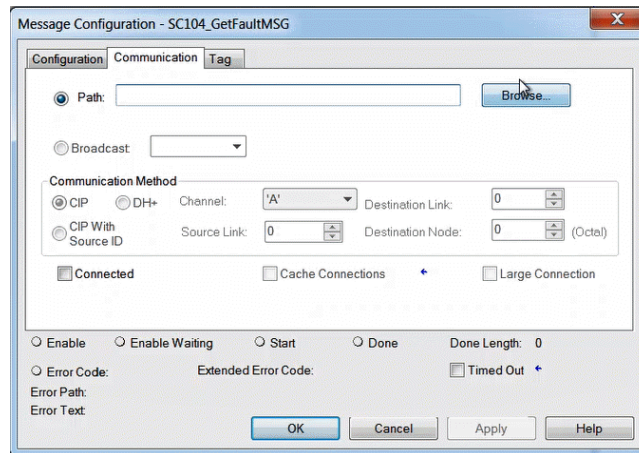 Message Configuration - SC104_GetFaultMSG
X
Configuration Communication Tag
Path: Browse...
Broadcast:
Communication Method
CIP DH+ Channel: 'A' Destination Link: 0
CIP With Source ID Source Link: 0 Destination Node: 0 (Octal)
Connected Cache Connections Large Connection
Enable Enable Waiting Start Done Done Length: 0
Error Code: Extended Error Code: Timed Out
Error Path:
Error Text:
OK Cancel Apply Help